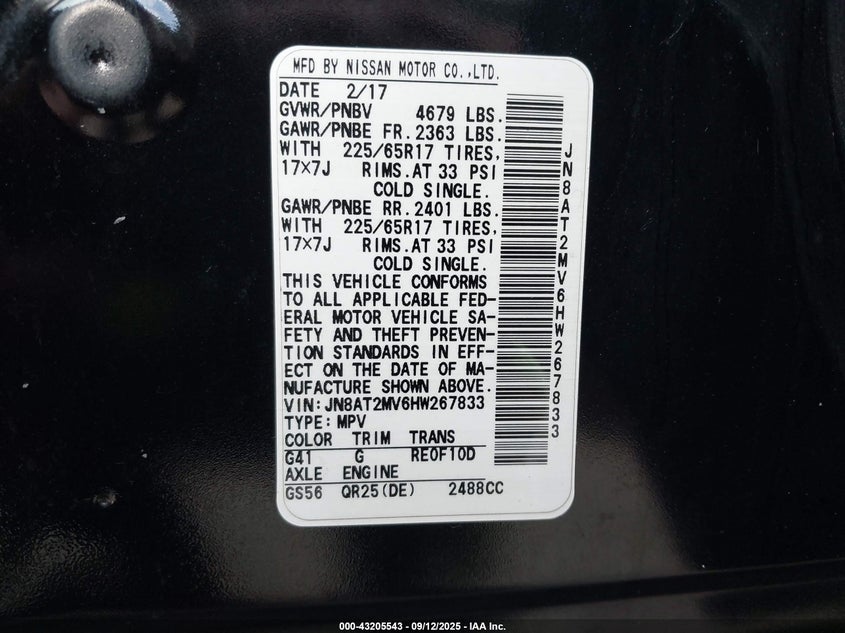 MFD BY NISSAN MOTOR CO.,LTD.
DATE 2/17
GVWR/PNBV 4679 LBS.
GAWR/PNBE FR.2363 LBS.
WITH 225/65R17 TIRES,
17×7J RIMS.AT 33 PSI
COLD SINGLE.
GAWR/PNBE RR.2401 LBS.
WITH 225/65R17 TIRES,
17×7J RIMS.AT 33 PSI
COLD SINGLE.
THIS VEHICLE CONFORMS
TO ALL APPLICABLE FED-
ERAL MOTOR VEHICLE SA-
FETY AND THEFT PREVEN-
TION STANDARDS IN EFF-
ECT ON THE DATE OF MA-
NUFACTURE SHOWN ABOVE.
VIN:JN8AT2MV6HW267833
TYPE:MPV
COLOR TRIM TRANS
G41 G RE0F10D
AXLE ENGINE
GS56 QR25(DE) 2488CC
JN8AT2MV6HW267833
000-43205543 - 09/12/2025 - IAA Inc.